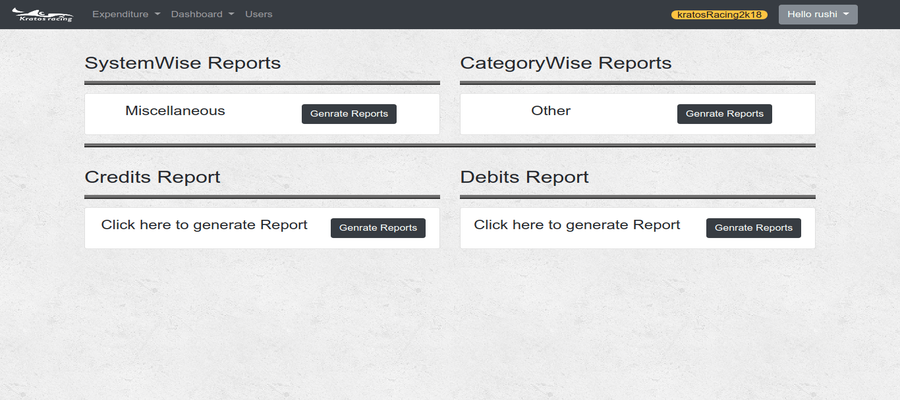 Kratos racing
Expenditure Dashboard Users kratosRacing2k18 Hello rushi
SystemWise Reports
CategoryWise Reports
Miscellaneous Genrate Reports
Other Genrate Reports
Credits Report
Debits Report
Click here to generate Report Genrate Reports
Click here to generate Report Genrate Reports